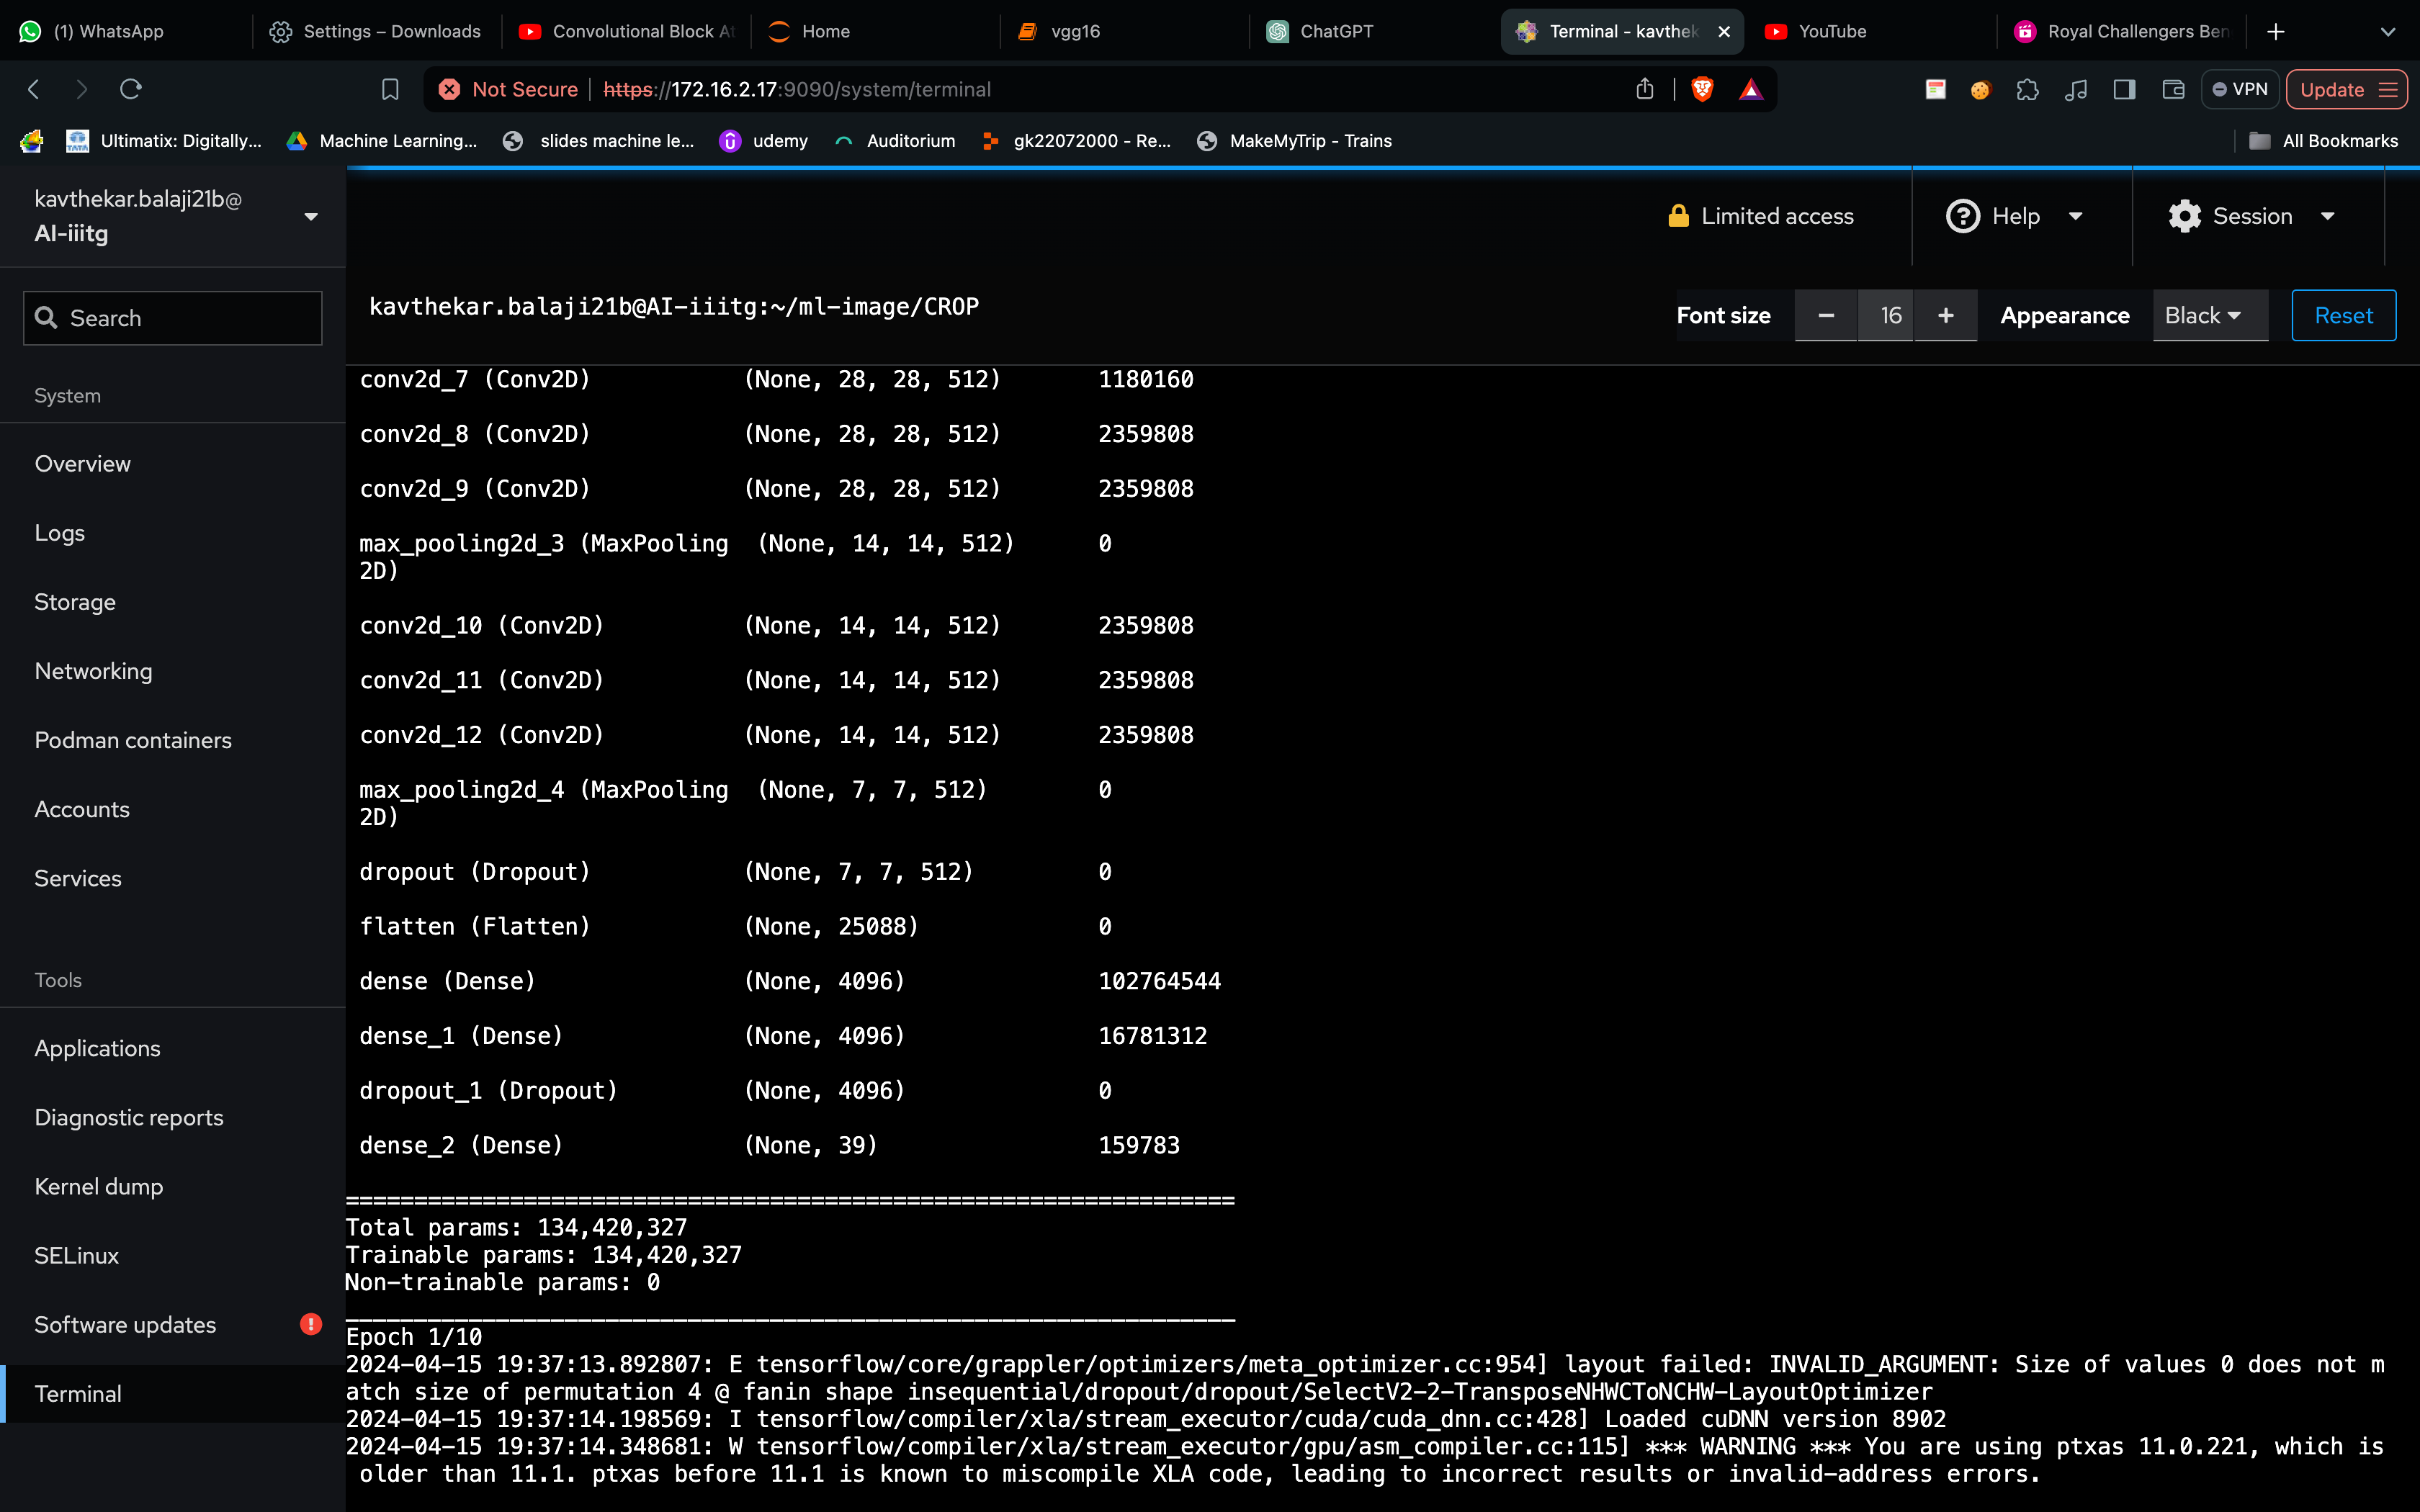 (1) WhatsApp
Settings – Downloads
Convolutional Block At
Home
vgg16
ChatGPT
Terminal - kavthek
YouTube
Royal Challengers Ben
Not Secure https://172.16.2.17:9090/system/terminal
VPN
Update
Ultimatix: Digitally...
Machine Learning...
slides machine le...
udemy
Auditorium
gk22072000 - Re...
MakeMyTrip - Trains
All Bookmarks
kavthekar.balaji21b@
AI-iiitg
Limited access
Help
Session
Search
kavthekar.balaji21b@AI-iiitg:~/ml-image/CROP
Font size
16
Appearance
Black
Reset
System
Overview
Logs
Storage
Networking
Podman containers
Accounts
Services
Tools
Applications
Diagnostic reports
Kernel dump
SELinux
Software updates
Terminal
conv2d_7 (Conv2D) (None, 28, 28, 512) 1180160
conv2d_8 (Conv2D) (None, 28, 28, 512) 2359808
conv2d_9 (Conv2D) (None, 28, 28, 512) 2359808
max_pooling2d_3 (MaxPooling (None, 14, 14, 512) 0
2D)
conv2d_10 (Conv2D) (None, 14, 14, 512) 2359808
conv2d_11 (Conv2D) (None, 14, 14, 512) 2359808
conv2d_12 (Conv2D) (None, 14, 14, 512) 2359808
max_pooling2d_4 (MaxPooling (None, 7, 7, 512) 0
2D)
dropout (Dropout) (None, 7, 7, 512) 0
flatten (Flatten) (None, 25088) 0
dense (Dense) (None, 4096) 102764544
dense_1 (Dense) (None, 4096) 16781312
dropout_1 (Dropout) (None, 4096) 0
dense_2 (Dense) (None, 39) 159783
=================================================================
Total params: 134,420,327
Trainable params: 134,420,327
Non-trainable params: 0
_________________________________________________________________
Epoch 1/10
2024-04-15 19:37:13.892807: E tensorflow/core/grappler/optimizers/meta_optimizer.cc:954] layout failed: INVALID_ARGUMENT: Size of values 0 does not m
atch size of permutation 4 @ fanin shape insequential/dropout/dropout/SelectV2-2-TransposeNHWCToNCHW-LayoutOptimizer
2024-04-15 19:37:14.198569: I tensorflow/compiler/xla/stream_executor/cuda/cuda_dnn.cc:428] Loaded cuDNN version 8902
2024-04-15 19:37:14.348681: W tensorflow/compiler/xla/stream_executor/gpu/asm_compiler.cc:115] *** WARNING *** You are using ptxas 11.0.221, which is
older than 11.1. ptxas before 11.1 is known to miscompile XLA code, leading to incorrect results or invalid-address errors.